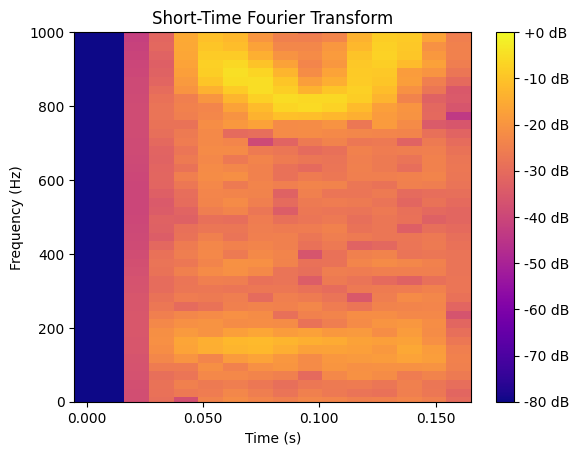 Short-Time Fourier Transform
Frequency (Hz)
1000
800
600
400
200
0
0.000
0.050
0.100
0.150
Time (s)
+0 dB
-10 dB
-20 dB
-30 dB
-40 dB
-50 dB
-60 dB
-70 dB
-80 dB